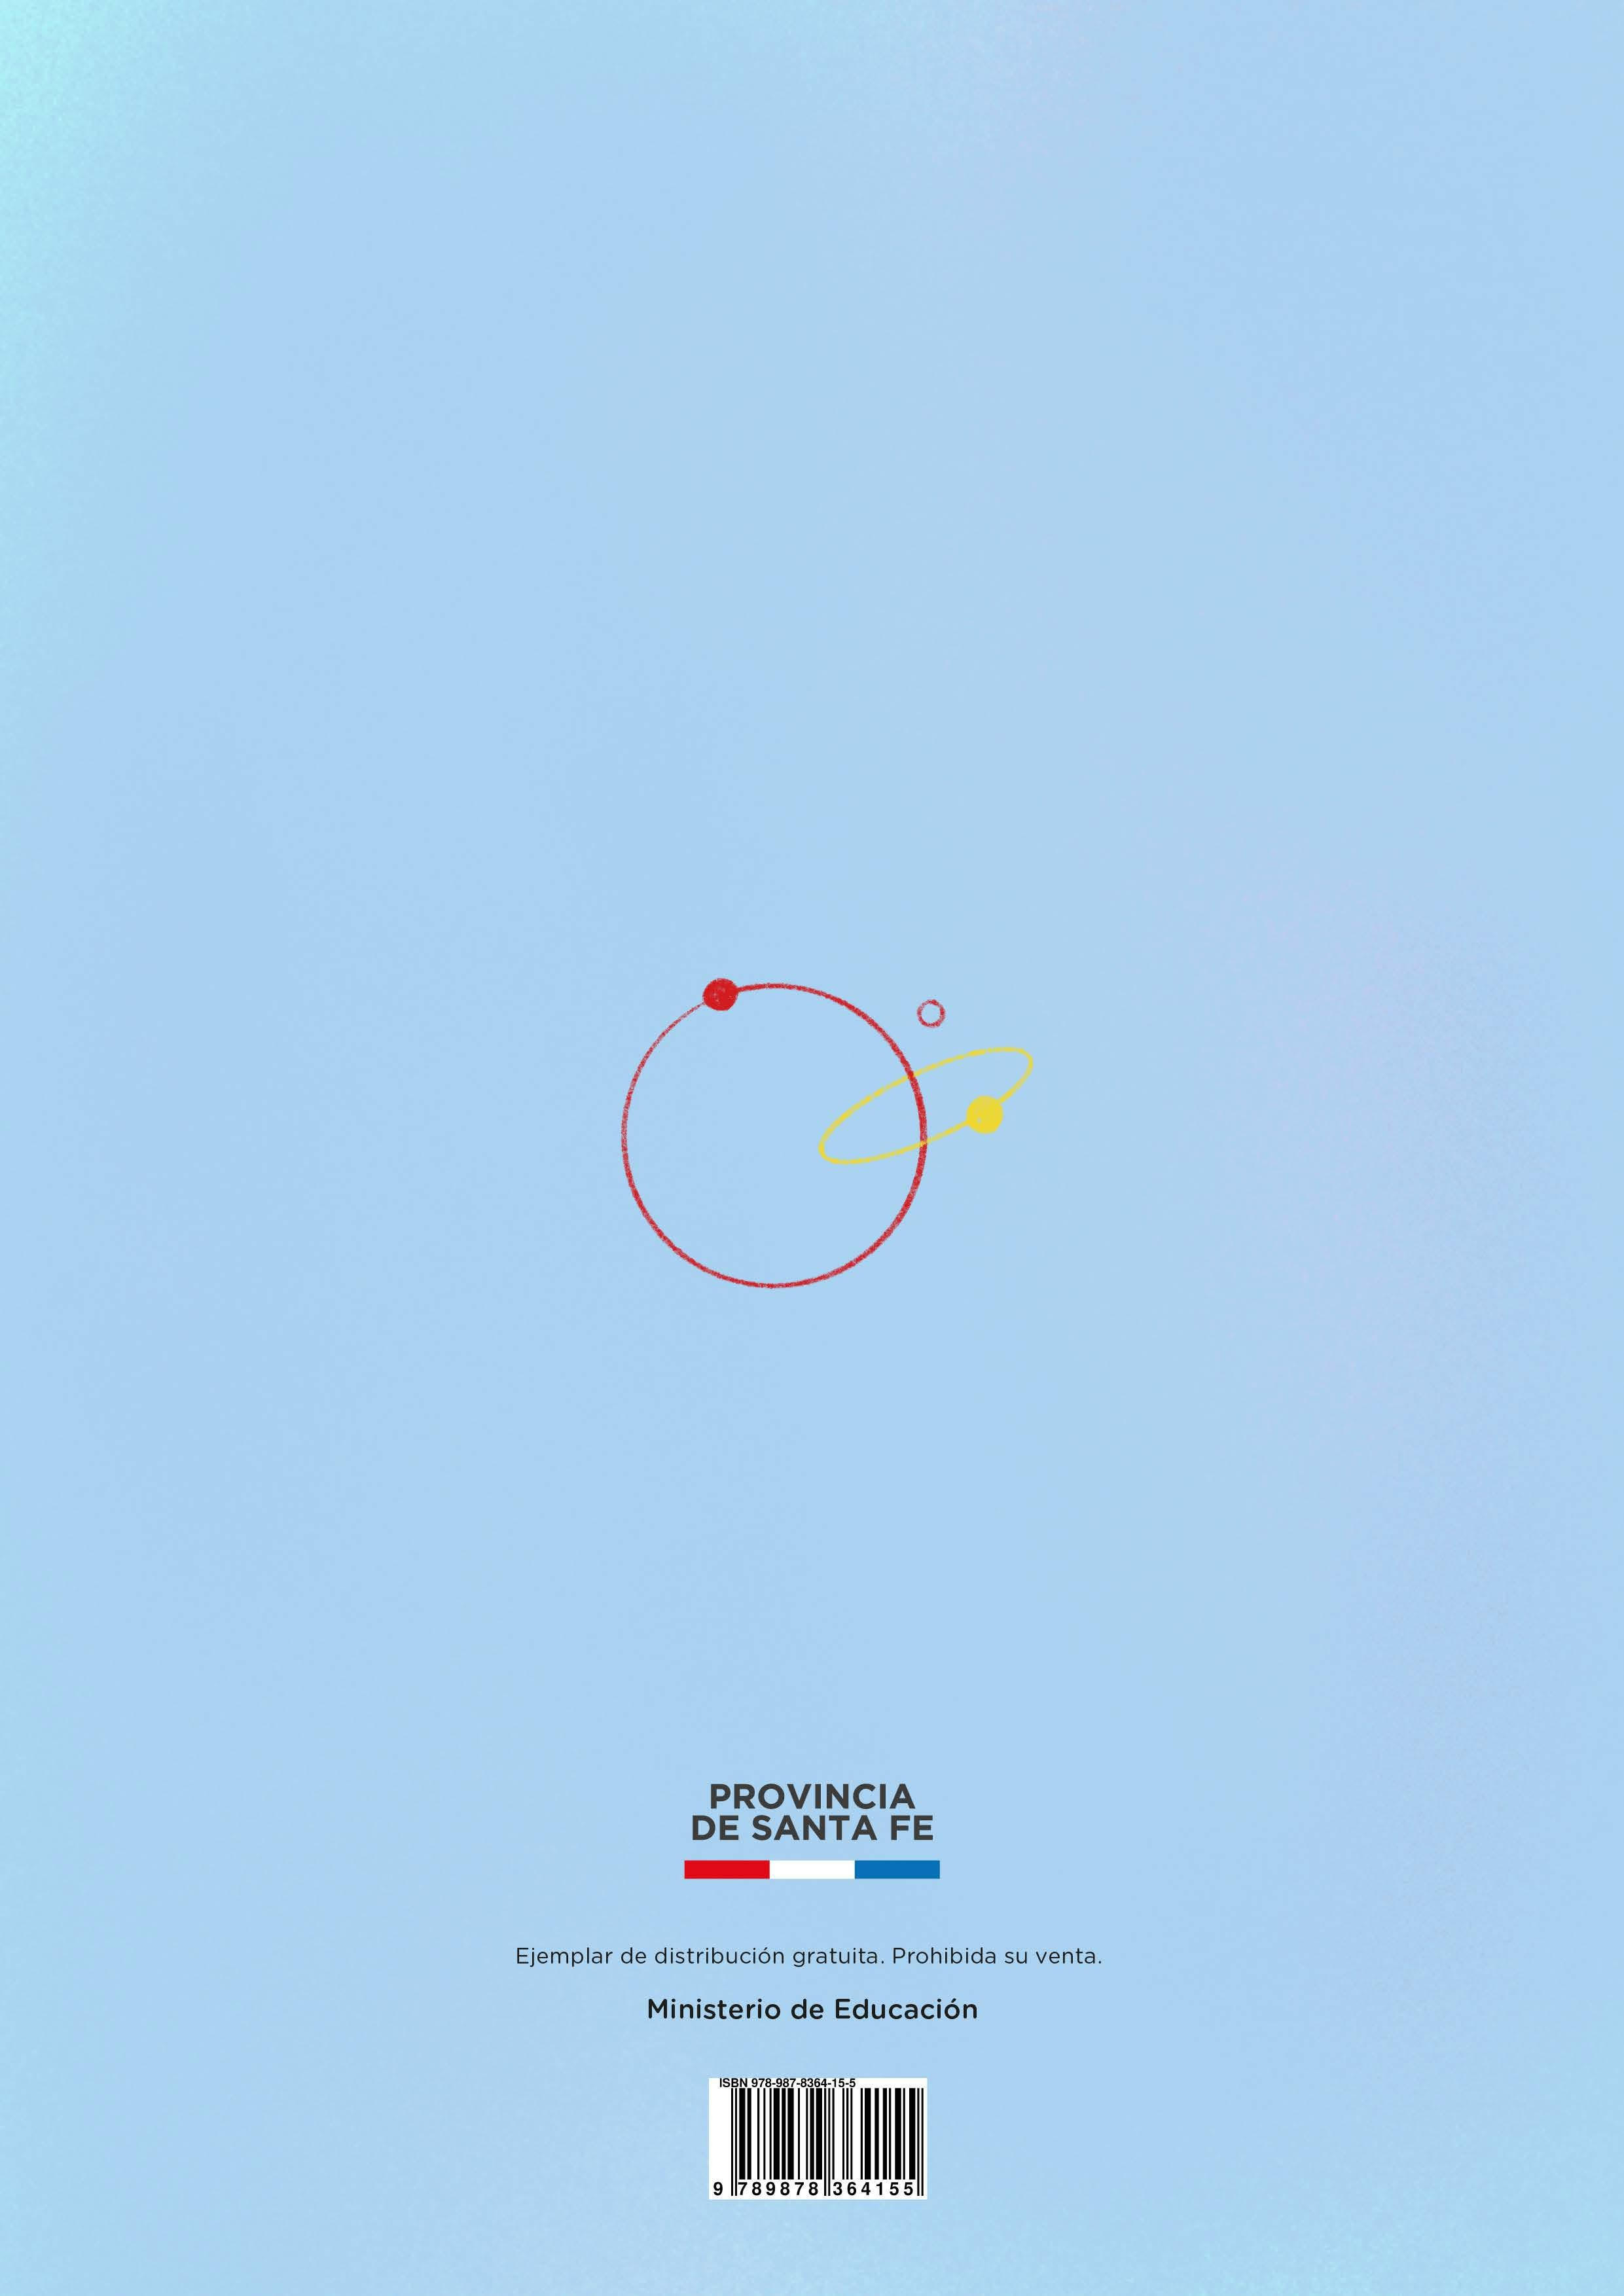 PROVINCIA
DE SANTA FE
Ejemplar de distribución gratuita. Prohibida su venta.
Ministerio de Educación
ISBN 978-987-8364-15-5
9 789878 364155